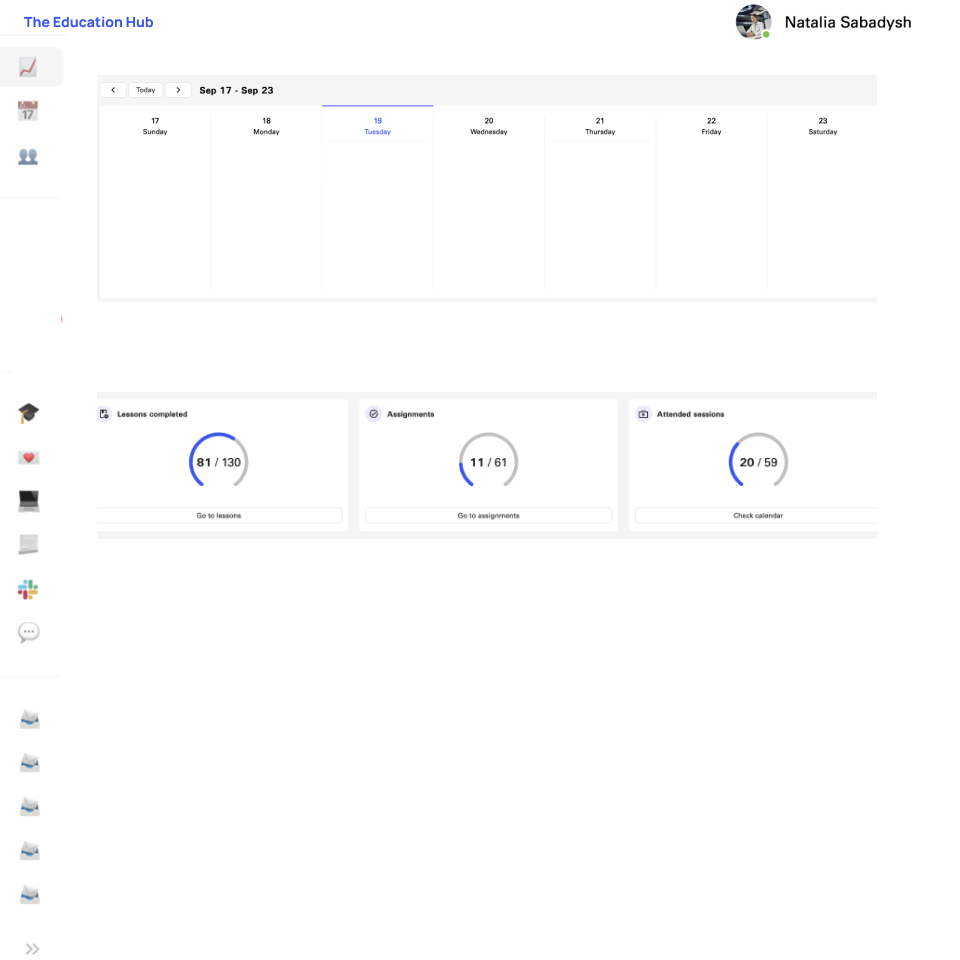 The Education Hub
Natalia Sabadysh
17
Today
Sep 17 - Sep 23
17
Sunday
18
Monday
19
Tuesday
20
Wednesday
21
Thursday
22
Friday
23
Saturday
Lessons completed
81 / 130
Go to lessons
Assignments
11 / 61
Go to assignments
Attended sessions
20 / 59
Check calendar